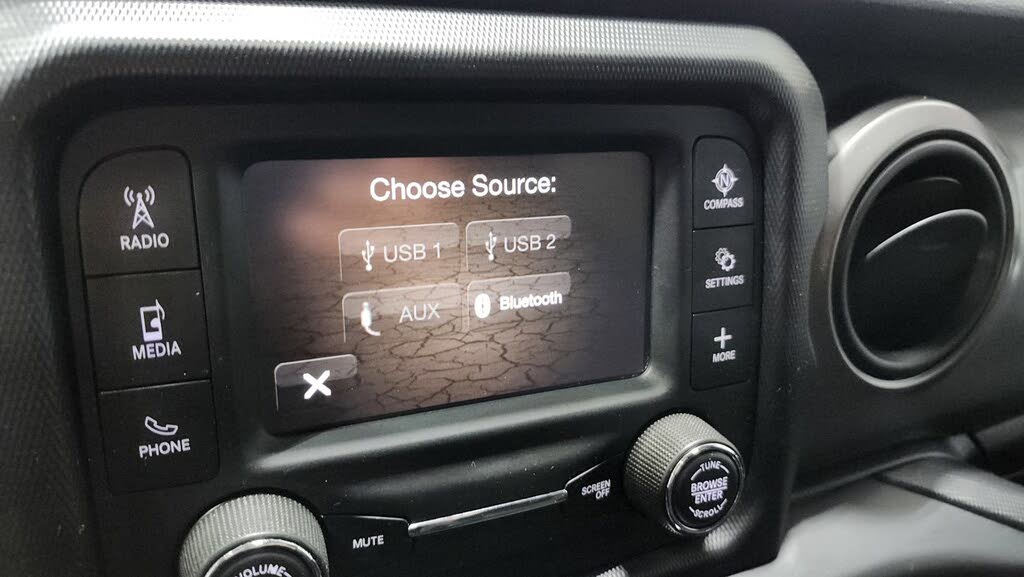 RADIO
MEDIA
PHONE
Choose Source:
USB 1
USB 2
AUX
Bluetooth
N
COMPASS
SETTINGS
MORE
VOLUME
MUTE
SCREEN
OFF
TUNE
BROWSE
ENTER
SCROLL